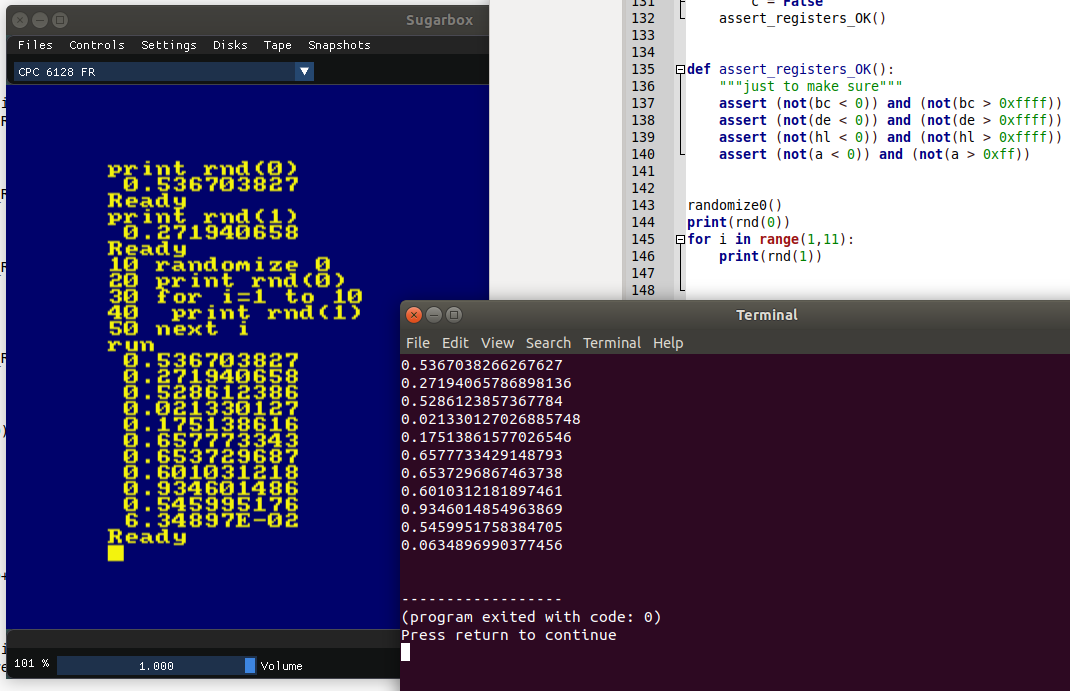 Sugarbox
Files Controls Settings Disks Tape Snapshots
CPC 6128 FR
print rnd(0)
0.536703827
Ready
print rnd(1)
0.271940658
Ready
10 randomize 0
20 print rnd(0)
30 for i=1 to 10
40  print rnd(1)
50 next i
run
0.536703827
0.271940658
0.528612386
0.021330127
0.175138616
0.657773343
0.653729687
0.601031218
0.934601486
0.545995176
6.34897E-02
Ready
101 % 1.000 Volume
131 c = False
132 assert_registers_OK()
133
134
135 def assert_registers_OK():
136 """just to make sure"""
137 assert (not(bc < 0)) and (not(bc > 0xffff))
138 assert (not(de < 0)) and (not(de > 0xffff))
139 assert (not(hl < 0)) and (not(hl > 0xffff))
140 assert (not(a < 0)) and (not(a > 0xff))
141
142
143 randomize0()
144 print(rnd(0))
145 for i in range(1,11):
146 print(rnd(1))
147
148
Terminal
File Edit View Search Terminal Help
0.5367038266267627
0.27194065786898136
0.5286123857367784
0.021330127026885748
0.17513861577026546
0.6577733429148793
0.6537296867463738
0.6010312181897461
0.9346014854963869
0.5459951758384705
0.0634896990377456
------------------
(program exited with code: 0)
Press return to continue